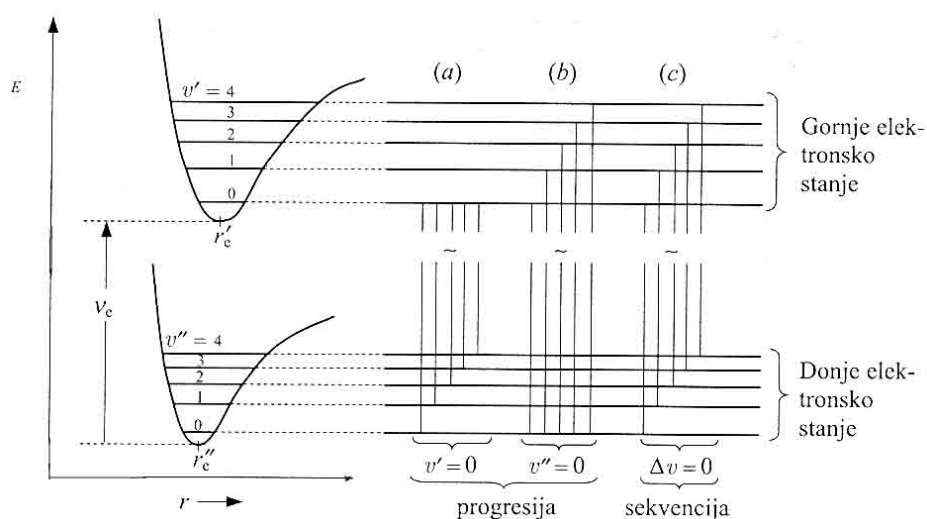 E
(a) (b) (c)
v′ = 4
3
2
1
0
r′e
Gornje elek-
tronsko
stanje
νe
~ ~ ~
v″ = 4
3
2
1
0
r″e
Donje elek-
tronsko
stanje
v′=0 v″=0 Δv=0
r
progresija sekvencija